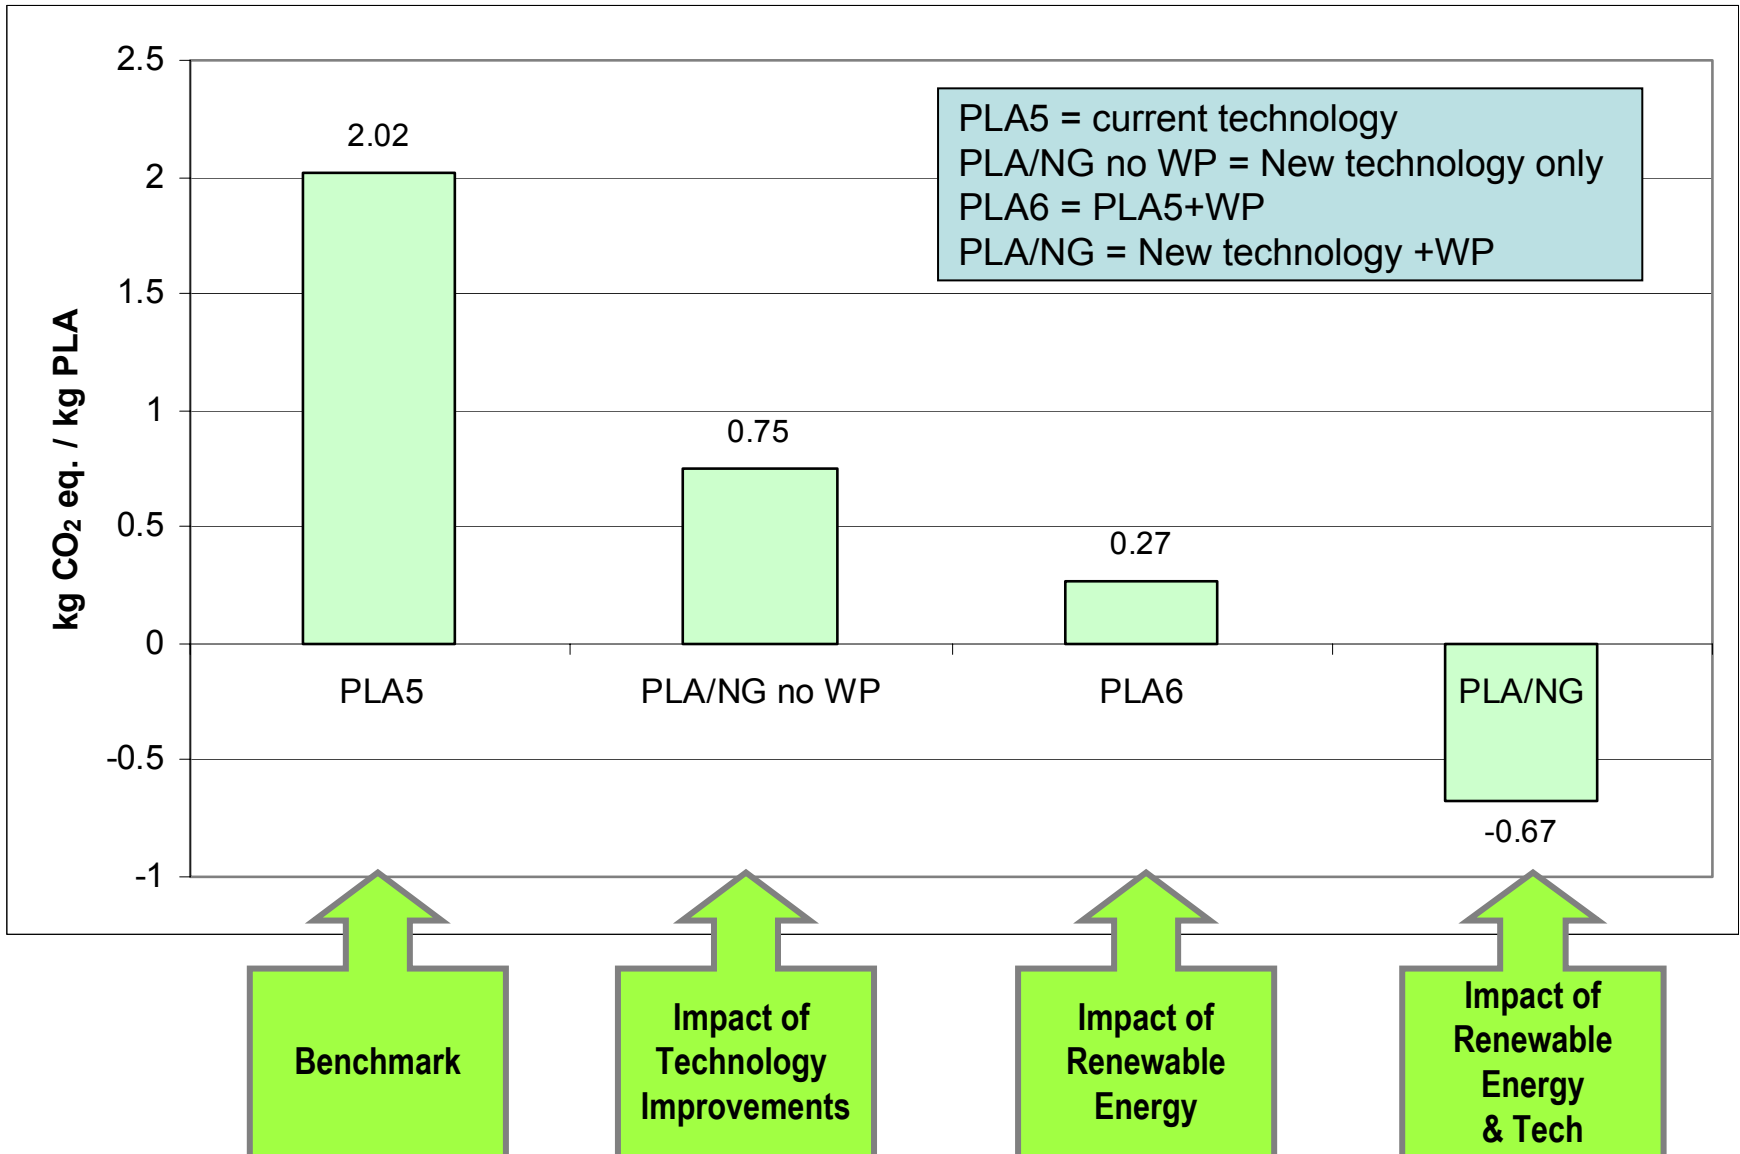 2.5
2
1.5
1
0.5
0
-0.5
-1
kg CO₂ eq. / kg PLA
2.02
0.75
0.27
-0.67
PLA5 = current technology
PLA/NG no WP = New technology only
PLA6 = PLA5+WP
PLA/NG = New technology +WP
PLA5
PLA/NG no WP
PLA6
PLA/NG
Benchmark
Impact of
Technology
Improvements
Impact of
Renewable
Energy
Impact of
Renewable
Energy
& Tech